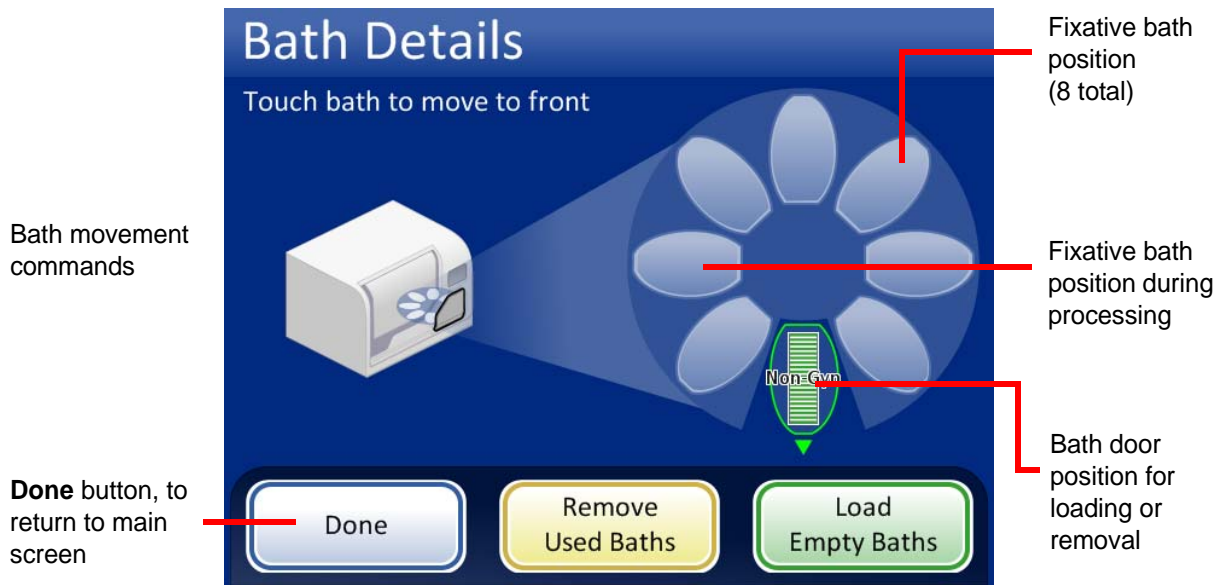 Bath Details
Touch bath to move to front
Fixative bath
position
(8 total)
Bath movement
commands
Fixative bath
position during
processing
Non-Gyn
Bath door
position for
loading or
removal
Done button, to
return to main
screen
Done
Remove
Used Baths
Load
Empty Baths